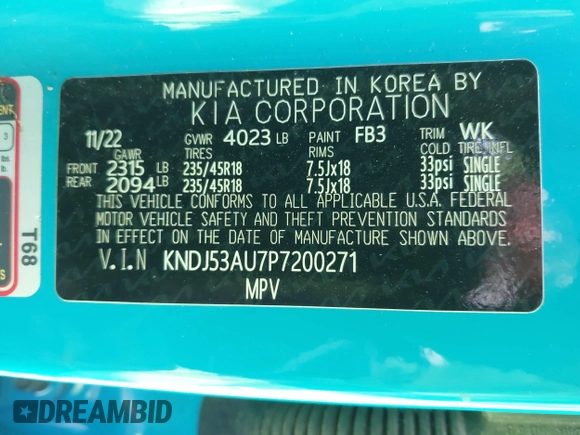 MANUFACTURED IN KOREA BY
KIA CORPORATION
11/22 GVWR 4023 LB PAINT FB3 TRIM WK
GAWR TIRES RIMS COLD TIRE INFL
FRONT 2315 LB 235/45R18 7.5Jx18 33psi SINGLE
REAR 2094 LB 235/45R18 7.5Jx18 33psi SINGLE
THIS VEHICLE CONFORMS TO ALL APPLICABLE U.S.A. FEDERAL
MOTOR VEHICLE SAFETY AND THEFT PREVENTION STANDARDS
IN EFFECT ON THE DATE OF MANUFACTURE SHOWN ABOVE.
V.I.N KNDJ53AU7P7200271
MPV
3
lbs.
T68
DREAMBID